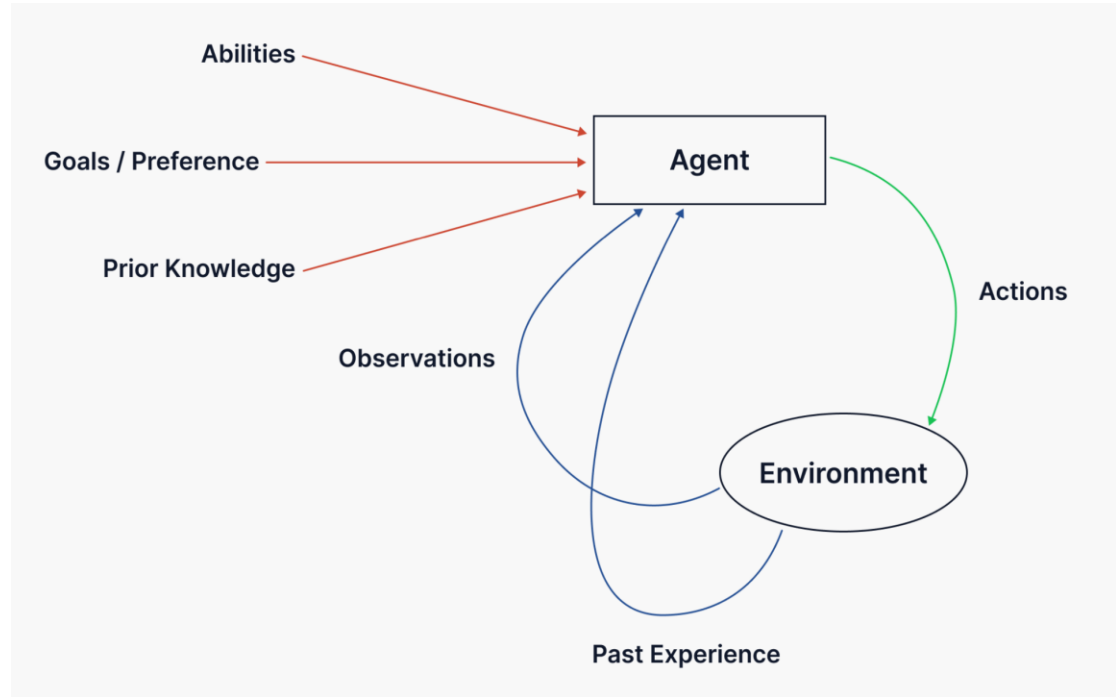 Abilities
Agent
Goals / Preference
Prior Knowledge
Actions
Observations
Environment
Past Experience